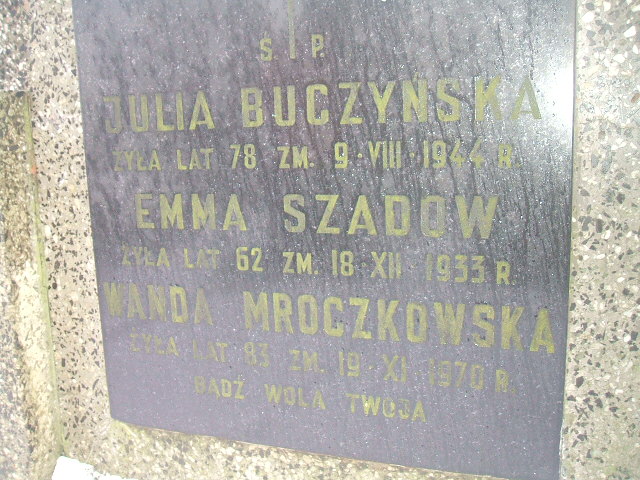 Ś. P.
JULIA BUCZYŃSKA
ŻYŁA LAT 78 ZM. 9·VIII·1944 R.
EMMA SZADOW
ŻYŁA LAT 62 ZM. 18 XII·1933 R.
WANDA MROCZKOWSKA
ŻYŁA LAT 83 ZM. 19·XI·1970 R.
BĄDŹ WOLA TWOJA